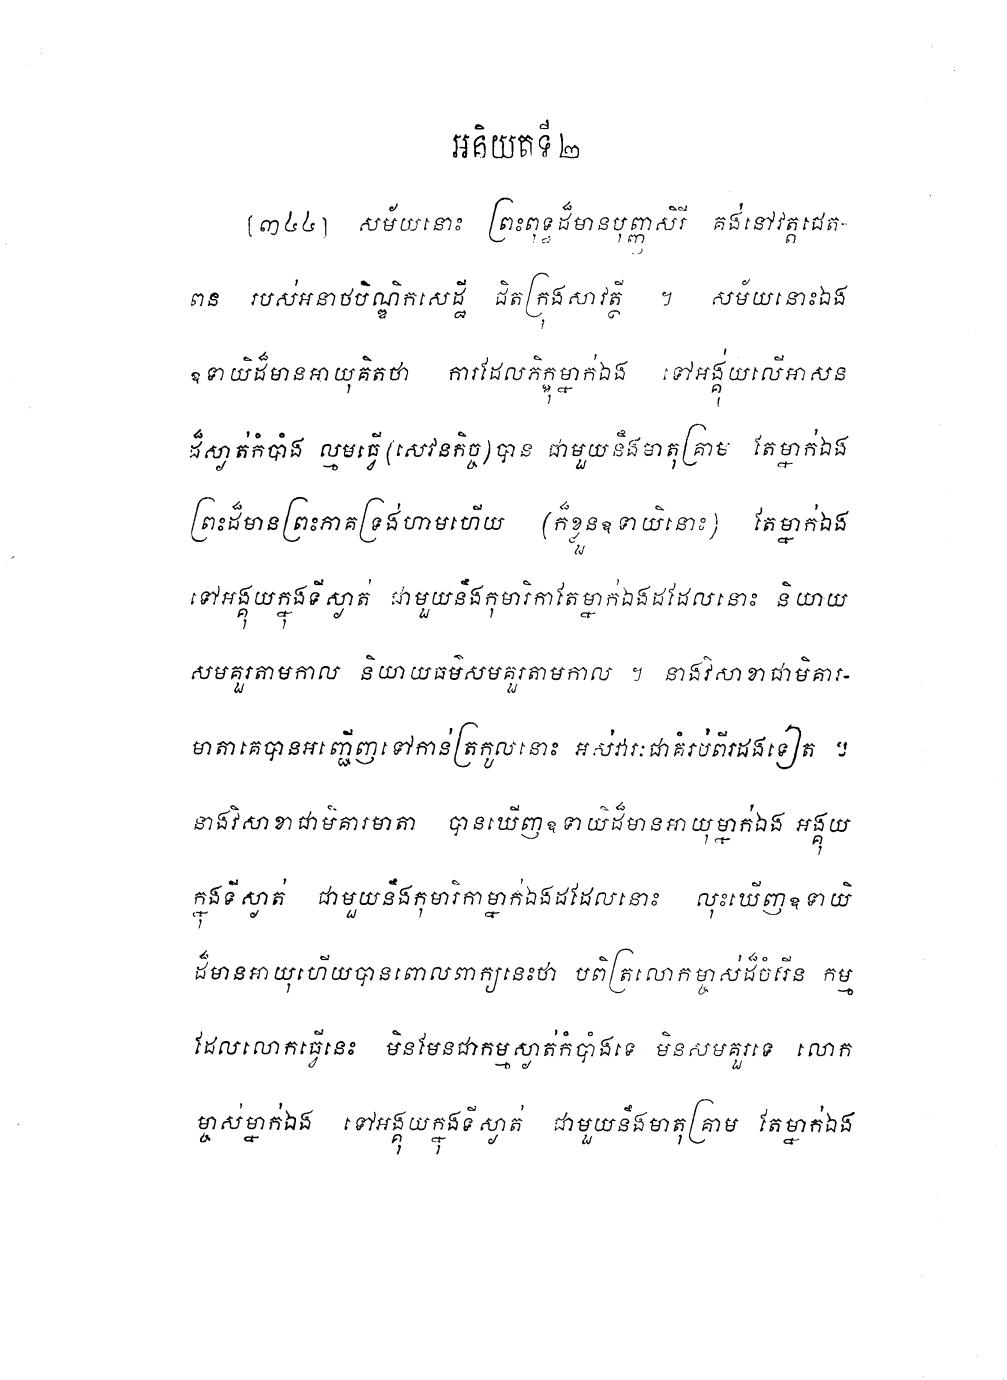 អនិយតទី២
[៣៤៤] សម័យនោះ ព្រះពុទ្ធដ៏មានបុញ្ញសិរី គង់នៅវត្តជេត-
ពន របស់អនាថបិណ្ឌិកសេដ្ឋី ជិតក្រុងសាវត្ថី ។ សម័យនោះឯង
ឧទាយិដ៏មានអាយុគិតថា ការដែលភិក្ខុម្នាក់ឯង ទៅអង្គុយលើអាសន
ដ៏ស្ងាត់កំបាំង ល្មមធ្វើ(សេវនកិច្ច)បាន ជាមួយនឹងមាតុគ្រាម តែម្នាក់ឯង
ព្រះដ៏មានព្រះភាគទ្រង់ហាមហើយ (ក៏ខ្លួនឧទាយិនោះ) តែម្នាក់ឯង
ទៅអង្គុយក្នុងទីស្ងាត់ ជាមួយនឹងកុមារិកាតែម្នាក់ឯងដដែលនោះ និយាយ
សមគួរតាមកាល និយាយធម៌សមគួរតាមកាល ។ នាងវិសាខាជាមិគារ-
មាតាគេបានអញ្ជើញទៅកាន់ត្រកូលនោះ អស់វារៈជាគំរប់ពីរដងទៀត ។
នាងវិសាខាជាមិគារមាតា បានឃើញឧទាយិដ៏មានអាយុម្នាក់ឯង អង្គុយ
ក្នុងទីស្ងាត់ ជាមួយនឹងកុមារិកាម្នាក់ឯងដដែលនោះ លុះឃើញឧទាយិ
ដ៏មានអាយុហើយបានពោលពាក្យនេះថា បពិត្រលោកម្ចាស់ដ៏ចំរើន កម្ម
ដែលលោកធ្វើនេះ មិនមែនជាកម្មស្ងាត់កំបាំងទេ មិនសមគួរទេ លោក
ម្ចាស់ម្នាក់ឯង ទៅអង្គុយក្នុងទីស្ងាត់ ជាមួយនឹងមាតុគ្រាម តែម្នាក់ឯង